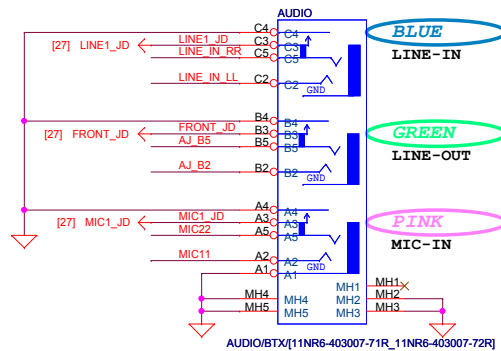 AUDIO
C4 C4 BLUE
[27] LINE1_JD LINE1_JD C3 C3
LINE_IN_RR C5 C5 LINE-IN
LINE_IN_LL C2 C2
GND
B4 B4
[27] FRONT_JD FRONT_JD B3 B3 GREEN
AJ_B5 B5 B5 LINE-OUT
AJ_B2 B2 B2
GND
A4 A4
[27] MIC1_JD MIC1_JD A3 A3 PINK
MIC22 A5 A5 MIC-IN
MIC11 A2 A2
GND
A1 A1
MH1 MH1
MH4 MH4 MH2 MH2
MH5 MH5 MH3 MH3
AUDIO/BTX/[11NR6-403007-71R_11NR6-403007-72R]